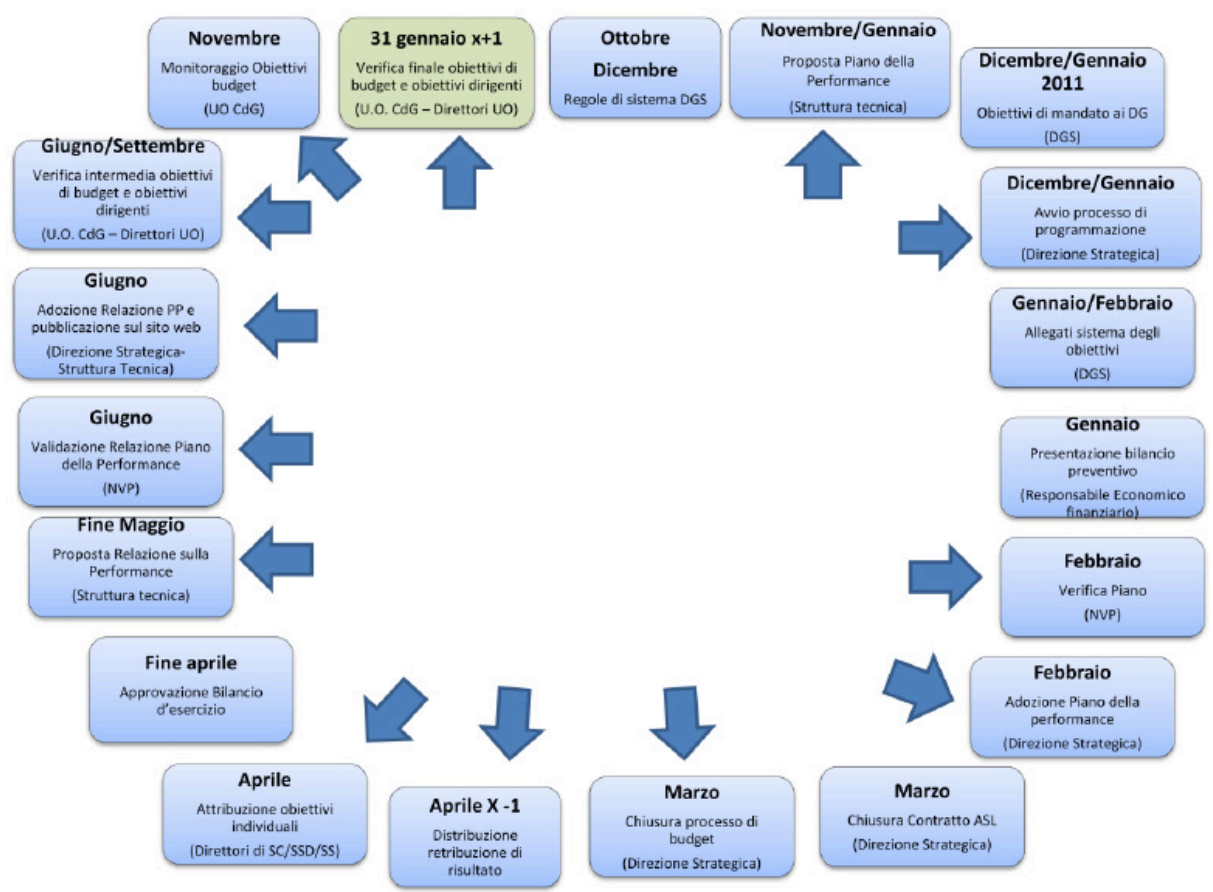 Novembre
Monitoraggio Obiettivi
budget
(UO CdG)
31 gennaio x+1
Verifica finale obiettivi di
budget e obiettivi dirigenti
(U.O. CdG – Direttori UO)
Ottobre
Dicembre
Regole di sistema DGS
Novembre/Gennaio
Proposta Piano della
Performance
(Struttura tecnica)
Dicembre/Gennaio
2011
Obiettivi di mandato ai DG
(DGS)
Dicembre/Gennaio
Avvio processo di
programmazione
(Direzione Strategica)
Gennaio/Febbraio
Allegati sistema degli
obiettivi
(DGS)
Gennaio
Presentazione bilancio
preventivo
(Responsabile Economico
finanziario)
Febbraio
Verifica Piano
(NVP)
Febbraio
Adozione Piano della
performance
(Direzione Strategica)
Marzo
Chiusura Contratto ASL
(Direzione Strategica)
Marzo
Chiusura processo di
budget
(Direzione Strategica)
Aprile X -1
Distribuzione
retribuzione di
risultato
Aprile
Attribuzione obiettivi
individuali
(Direttori di SC/SSD/SS)
Fine aprile
Approvazione Bilancio
d’esercizio
Fine Maggio
Proposta Relazione sulla
Performance
(Struttura tecnica)
Giugno
Validazione Relazione Piano
della Performance
(NVP)
Giugno
Adozione Relazione PP e
pubblicazione sul sito web
(Direzione Strategica-
Struttura Tecnica)
Giugno/Settembre
Verifica intermedia obiettivi
di budget e obiettivi
dirigenti
(U.O. CdG – Direttori UO)